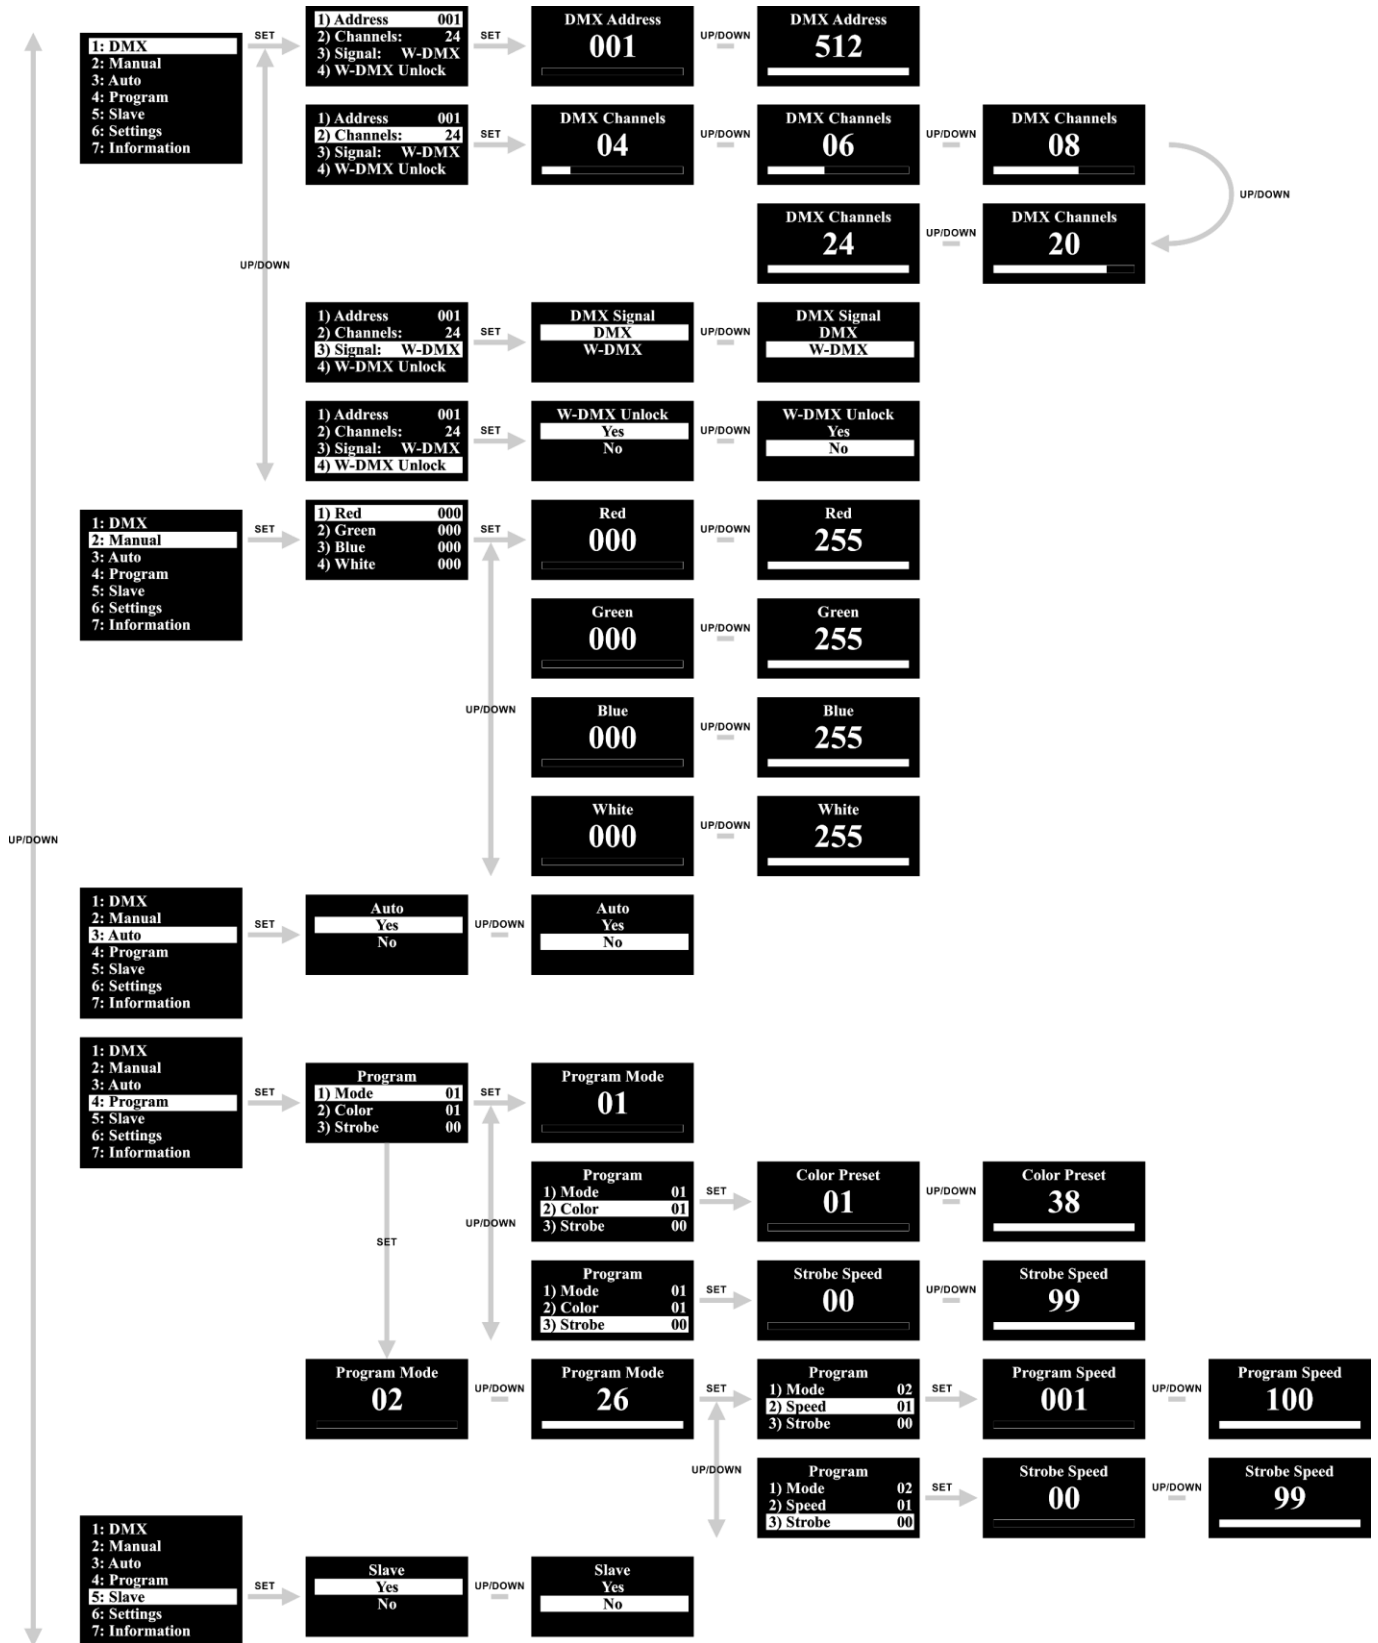 1: DMX
2: Manual
3: Auto
4: Program
5: Slave
6: Settings
7: Information
SET
1) Address 001
2) Channels: 24
3) Signal: W-DMX
4) W-DMX Unlock
SET
DMX Address
001
UP/DOWN
DMX Address
512
1) Address 001
2) Channels: 24
3) Signal: W-DMX
4) W-DMX Unlock
SET
DMX Channels
04
UP/DOWN
DMX Channels
06
UP/DOWN
DMX Channels
08
UP/DOWN
DMX Channels
24
UP/DOWN
DMX Channels
20
UP/DOWN
1) Address 001
2) Channels: 24
3) Signal: W-DMX
4) W-DMX Unlock
SET
DMX Signal
DMX
W-DMX
UP/DOWN
DMX Signal
DMX
W-DMX
1) Address 001
2) Channels: 24
3) Signal: W-DMX
4) W-DMX Unlock
SET
W-DMX Unlock
Yes
No
UP/DOWN
W-DMX Unlock
Yes
No
1: DMX
2: Manual
3: Auto
4: Program
5: Slave
6: Settings
7: Information
SET
1) Red 000
2) Green 000
3) Blue 000
4) White 000
SET
Red
000
UP/DOWN
Red
255
Green
000
UP/DOWN
Green
255
UP/DOWN
Blue
000
UP/DOWN
Blue
255
White
000
UP/DOWN
White
255
UP/DOWN
1: DMX
2: Manual
3: Auto
4: Program
5: Slave
6: Settings
7: Information
SET
Auto
Yes
No
UP/DOWN
Auto
Yes
No
1: DMX
2: Manual
3: Auto
4: Program
5: Slave
6: Settings
7: Information
SET
Program
1) Mode 01
2) Color 01
3) Strobe 00
SET
Program Mode
01
UP/DOWN
SET
Program
1) Mode 01
2) Color 01
3) Strobe 00
SET
Color Preset
01
UP/DOWN
Color Preset
38
Program
1) Mode 01
2) Color 01
3) Strobe 00
SET
Strobe Speed
00
UP/DOWN
Strobe Speed
99
Program Mode
02
UP/DOWN
Program Mode
26
SET
Program
1) Mode 02
2) Speed 01
3) Strobe 00
SET
Program Speed
001
UP/DOWN
Program Speed
100
UP/DOWN
Program
1) Mode 02
2) Speed 01
3) Strobe 00
SET
Strobe Speed
00
UP/DOWN
Strobe Speed
99
1: DMX
2: Manual
3: Auto
4: Program
5: Slave
6: Settings
7: Information
SET
Slave
Yes
No
UP/DOWN
Slave
Yes
No